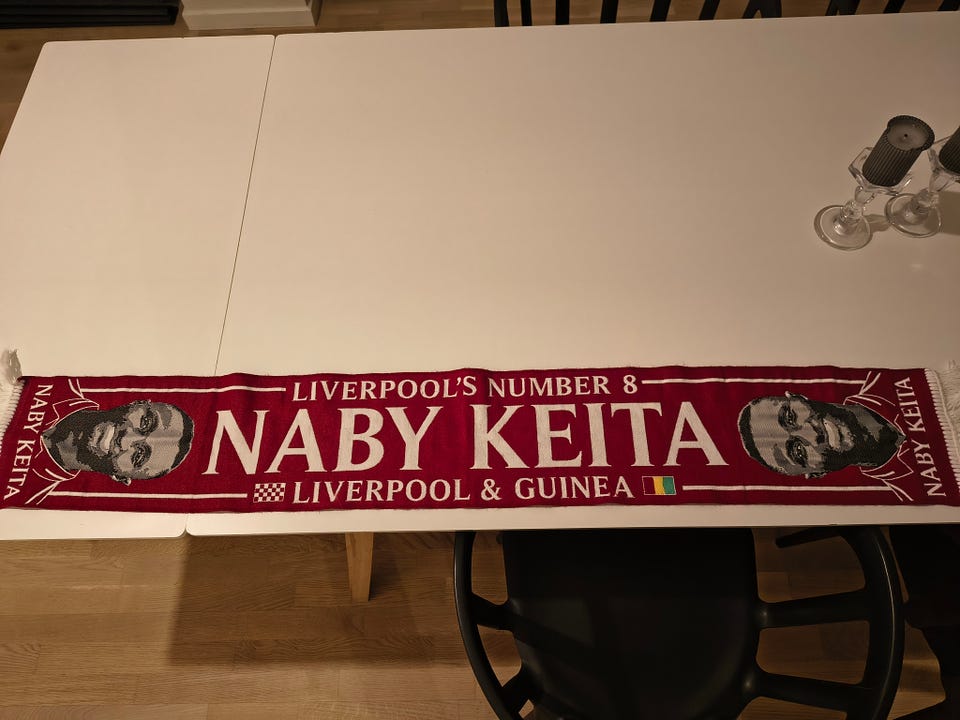 NABY KEITA
LIVERPOOL'S NUMBER 8
NABY KEITA
LIVERPOOL & GUINEA
NABY KEITA